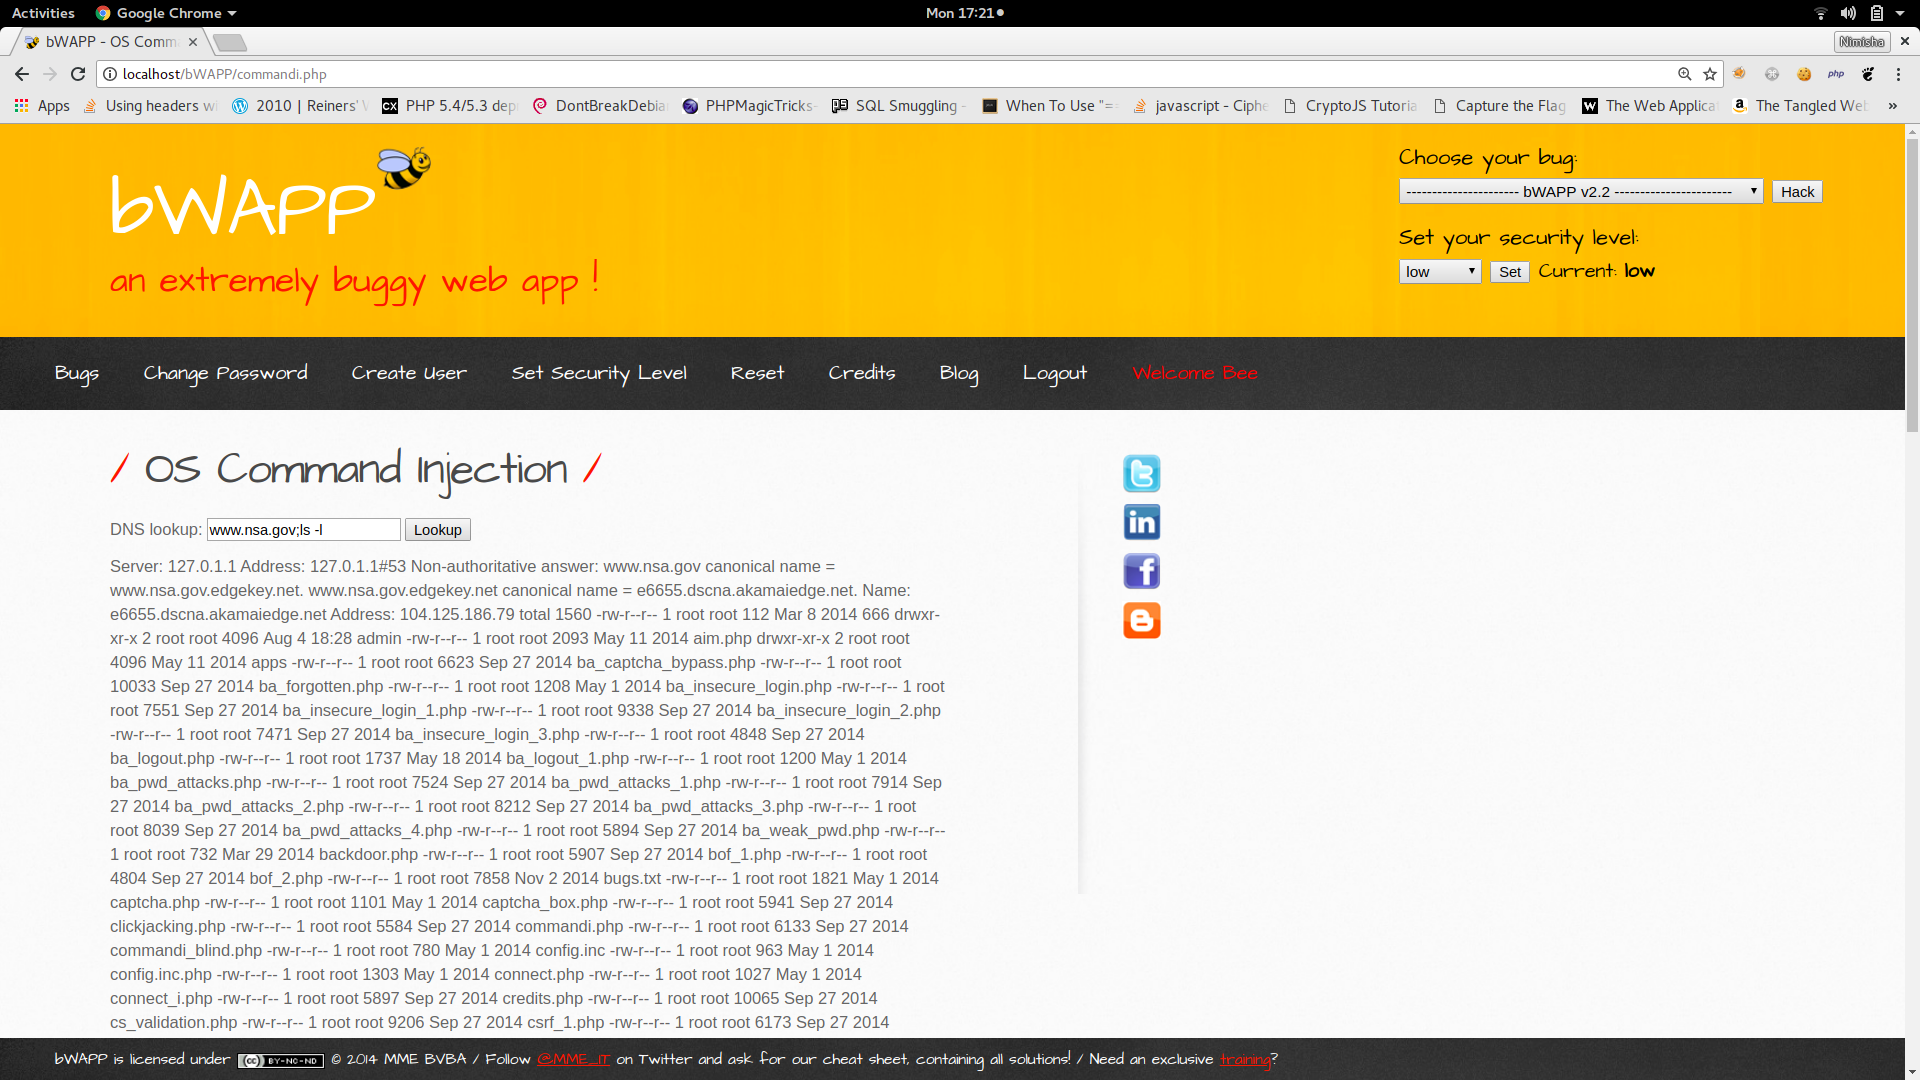 Activities Google Chrome Mon 17:21
bWAPP - OS Comm Nimisha
localhost/bWAPP/commandi.php php
Apps Using headers wi 2010 | Reiners' W PHP 5.4/5.3 dep DontBreakDebian PHPMagicTricks- SQL Smuggling - When To Use "== javascript - Ciphe CryptoJS Tutoria Capture the Flag The Web Applicat The Tangled Web »
bWAPP
an extremely buggy web app !
Choose your bug:
---------------------- bWAPP v2.2 ----------------------- Hack
Set your security level:
low Set Current: low
Bugs Change Password Create User Set Security Level Reset Credits Blog Logout Welcome Bee
/ OS Command Injection /
DNS lookup: www.nsa.gov;ls -l Lookup
Server: 127.0.1.1 Address: 127.0.1.1#53 Non-authoritative answer: www.nsa.gov canonical name =
www.nsa.gov.edgekey.net. www.nsa.gov.edgekey.net canonical name = e6655.dscna.akamaiedge.net. Name:
e6655.dscna.akamaiedge.net Address: 104.125.186.79 total 1560 -rw-r--r-- 1 root root 112 Mar 8 2014 666 drwxr-
xr-x 2 root root 4096 Aug 4 18:28 admin -rw-r--r-- 1 root root 2093 May 11 2014 aim.php drwxr-xr-x 2 root root
4096 May 11 2014 apps -rw-r--r-- 1 root root 6623 Sep 27 2014 ba_captcha_bypass.php -rw-r--r-- 1 root root
10033 Sep 27 2014 ba_forgotten.php -rw-r--r-- 1 root root 1208 May 1 2014 ba_insecure_login.php -rw-r--r-- 1 root
root 7551 Sep 27 2014 ba_insecure_login_1.php -rw-r--r-- 1 root root 9338 Sep 27 2014 ba_insecure_login_2.php
-rw-r--r-- 1 root root 7471 Sep 27 2014 ba_insecure_login_3.php -rw-r--r-- 1 root root 4848 Sep 27 2014
ba_logout.php -rw-r--r-- 1 root root 1737 May 18 2014 ba_logout_1.php -rw-r--r-- 1 root root 1200 May 1 2014
ba_pwd_attacks.php -rw-r--r-- 1 root root 7524 Sep 27 2014 ba_pwd_attacks_1.php -rw-r--r-- 1 root root 7914 Sep
27 2014 ba_pwd_attacks_2.php -rw-r--r-- 1 root root 8212 Sep 27 2014 ba_pwd_attacks_3.php -rw-r--r-- 1 root
root 8039 Sep 27 2014 ba_pwd_attacks_4.php -rw-r--r-- 1 root root 5894 Sep 27 2014 ba_weak_pwd.php -rw-r--r--
1 root root 732 Mar 29 2014 backdoor.php -rw-r--r-- 1 root root 5907 Sep 27 2014 bof_1.php -rw-r--r-- 1 root root
4804 Sep 27 2014 bof_2.php -rw-r--r-- 1 root root 7858 Nov 2 2014 bugs.txt -rw-r--r-- 1 root root 1821 May 1 2014
captcha.php -rw-r--r-- 1 root root 1101 May 1 2014 captcha_box.php -rw-r--r-- 1 root root 5941 Sep 27 2014
clickjacking.php -rw-r--r-- 1 root root 5584 Sep 27 2014 commandi.php -rw-r--r-- 1 root root 6133 Sep 27 2014
commandi_blind.php -rw-r--r-- 1 root root 780 May 1 2014 config.inc -rw-r--r-- 1 root root 963 May 1 2014
config.inc.php -rw-r--r-- 1 root root 1303 May 1 2014 connect.php -rw-r--r-- 1 root root 1027 May 1 2014
connect_i.php -rw-r--r-- 1 root root 5897 Sep 27 2014 credits.php -rw-r--r-- 1 root root 10065 Sep 27 2014
cs_validation.php -rw-r--r-- 1 root root 9206 Sep 27 2014 csrf_1.php -rw-r--r-- 1 root root 6173 Sep 27 2014
bWAPP is licensed under cc BY-NC-ND © 2014 MME BVBA / Follow @MME_IT on Twitter and ask for our cheat sheet, containing all solutions! / Need an exclusive training?